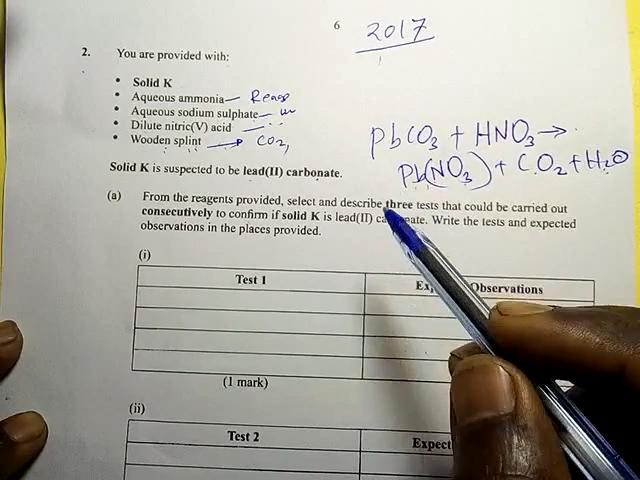 6
2017
2. You are provided with:
• Solid K
• Aqueous ammonia
• Aqueous sodium sulphate
• Dilute nitric(V) acid
• Wooden splint → CO2,
PbCO3 + HNO3 →
Pb(NO3) + CO2 + H2O
Solid K is suspected to be lead(II) carbonate.
(a) From the reagents provided, select and describe three tests that could be carried out
consecutively to confirm if solid K is lead(II) . Write the tests and expected
observations in the places provided.
(i)
Test 1 Observations
(1 mark)
(ii)
Test 2